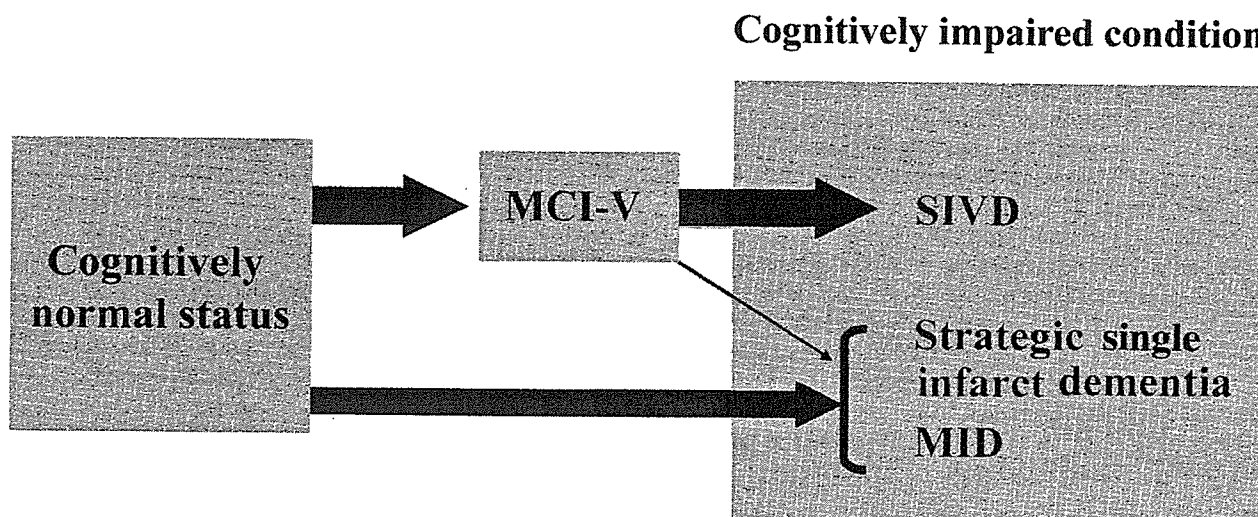 Cognitively impaired condition
Cognitively
normal status
MCI-V
SIVD
Strategic single
infarct dementia
MID